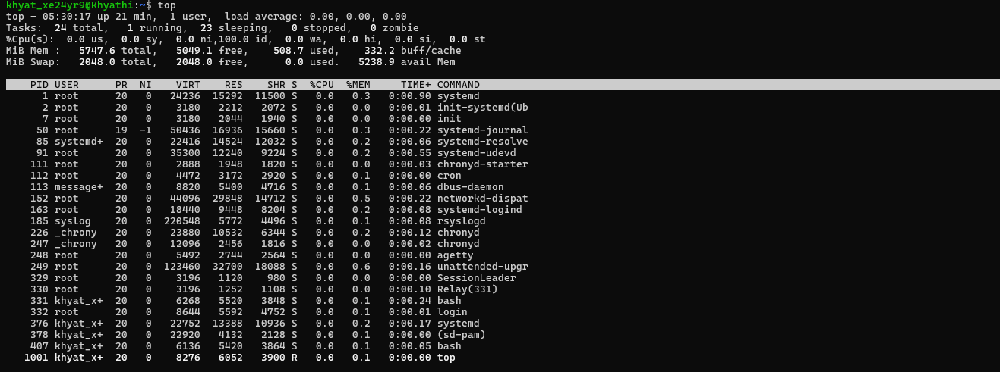 khyat_xe24yr9@Khyathi:~$ top
top - 05:30:17 up 21 min,  1 user,  load average: 0.00, 0.00, 0.00
Tasks:  24 total,   1 running,  23 sleeping,   0 stopped,   0 zombie
%Cpu(s):  0.0 us,  0.0 sy,  0.0 ni,100.0 id,  0.0 wa,  0.0 hi,  0.0 si,  0.0 st
MiB Mem :   5747.6 total,   5049.1 free,    508.7 used,    332.2 buff/cache
MiB Swap:   2048.0 total,   2048.0 free,      0.0 used.   5238.9 avail Mem
    PID USER      PR  NI    VIRT    RES    SHR S  %CPU  %MEM     TIME+ COMMAND
      1 root      20   0   24236  15292  11500 S   0.0   0.3   0:00.90 systemd
      2 root      20   0    3180   2212   2072 S   0.0   0.0   0:00.01 init-systemd(Ub
      7 root      20   0    3180   2044   1940 S   0.0   0.0   0:00.00 init
     50 root      19  -1   50436  16936  15660 S   0.0   0.3   0:00.22 systemd-journal
     85 systemd+  20   0   22416  14524  12032 S   0.0   0.2   0:00.06 systemd-resolve
     91 root      20   0   35300  12240   9224 S   0.0   0.2   0:00.55 systemd-udevd
    111 root      20   0    2888   1948   1820 S   0.0   0.0   0:00.03 chronyd-starter
    112 root      20   0    4472   3172   2920 S   0.0   0.1   0:00.00 cron
    113 message+  20   0    8820   5400   4716 S   0.0   0.1   0:00.06 dbus-daemon
    152 root      20   0   44096  29848  14712 S   0.0   0.5   0:00.22 networkd-dispat
    163 root      20   0   18440   9448   8204 S   0.0   0.2   0:00.08 systemd-logind
    185 syslog    20   0  220548   5772   4496 S   0.0   0.1   0:00.08 rsyslogd
    226 _chrony   20   0   23880  10532   6344 S   0.0   0.2   0:00.12 chronyd
    247 _chrony   20   0   12096   2456   1816 S   0.0   0.0   0:00.02 chronyd
    248 root      20   0    5492   2744   2564 S   0.0   0.0   0:00.00 agetty
    249 root      20   0  123460  32700  18088 S   0.0   0.6   0:00.16 unattended-upgr
    329 root      20   0    3196   1120    980 S   0.0   0.0   0:00.00 SessionLeader
    330 root      20   0    3196   1252   1108 S   0.0   0.0   0:00.10 Relay(331)
    331 khyat_x+  20   0    6268   5520   3848 S   0.0   0.1   0:00.24 bash
    332 root      20   0    8644   5592   4752 S   0.0   0.1   0:00.01 login
    376 khyat_x+  20   0   22752  13388  10936 S   0.0   0.2   0:00.17 systemd
    378 khyat_x+  20   0   22920   4132   2128 S   0.0   0.1   0:00.00 (sd-pam)
    407 khyat_x+  20   0    6136   5420   3864 S   0.0   0.1   0:00.05 bash
   1001 khyat_x+  20   0    8276   6052   3900 R   0.0   0.1   0:00.00 top